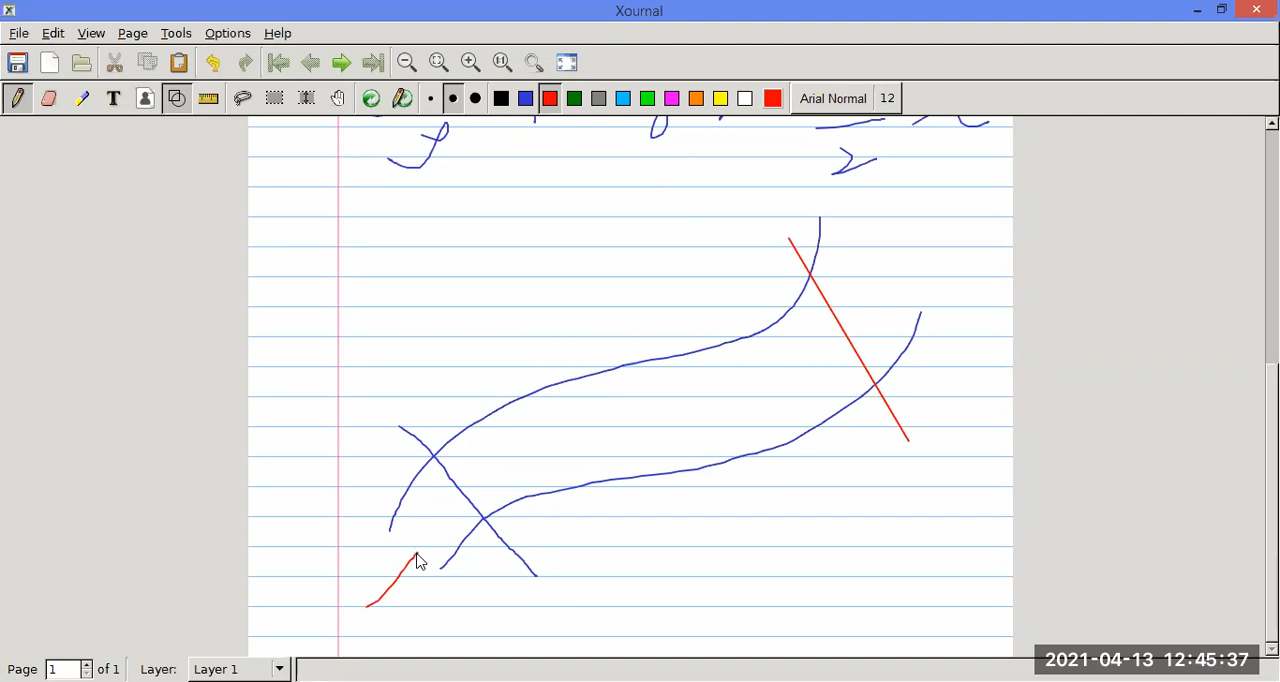 Xournal
File Edit View Page Tools Options Help
Arial Normal 12
Page 1 of 1 Layer: Layer 1
2021-04-13 12:45:37